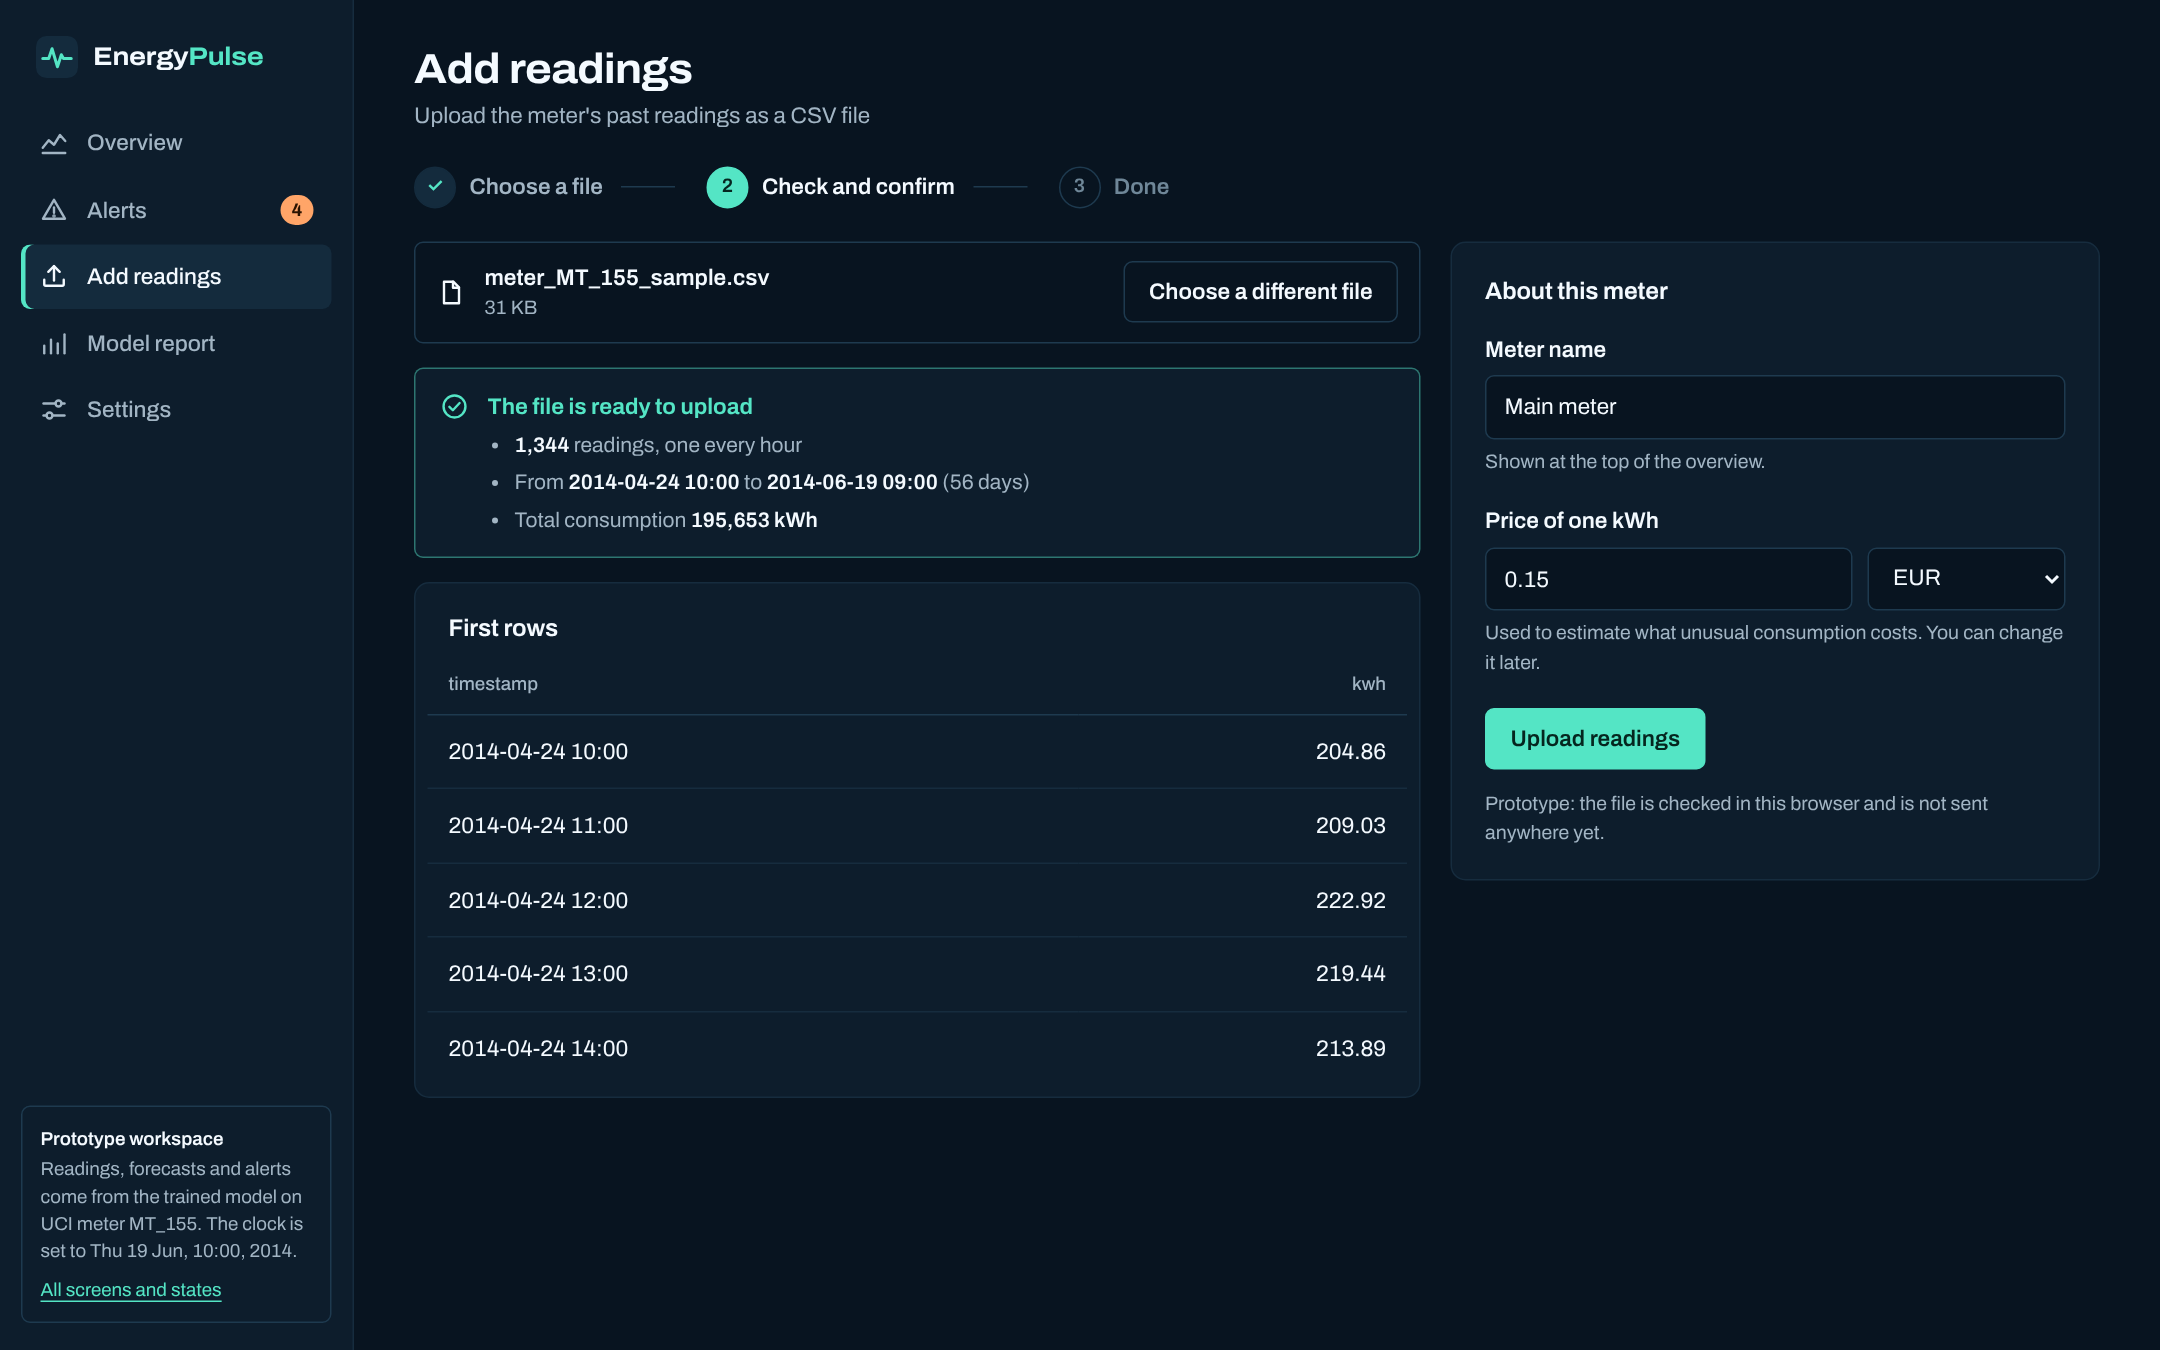 EnergyPulse
Overview
Alerts 4
Add readings
Model report
Settings
Prototype workspace
Readings, forecasts and alerts
come from the trained model on
UCI meter MT_155. The clock is
set to Thu 19 Jun, 10:00, 2014.
All screens and states
Add readings
Upload the meter's past readings as a CSV file
Choose a file 2 Check and confirm 3 Done
meter_MT_155_sample.csv
31 KB
Choose a different file
The file is ready to upload
• 1,344 readings, one every hour
• From 2014-04-24 10:00 to 2014-06-19 09:00 (56 days)
• Total consumption 195,653 kWh
First rows
timestamp kwh
2014-04-24 10:00 204.86
2014-04-24 11:00 209.03
2014-04-24 12:00 222.92
2014-04-24 13:00 219.44
2014-04-24 14:00 213.89
About this meter
Meter name
Main meter
Shown at the top of the overview.
Price of one kWh
0.15 EUR
Used to estimate what unusual consumption costs. You can change
it later.
Upload readings
Prototype: the file is checked in this browser and is not sent
anywhere yet.